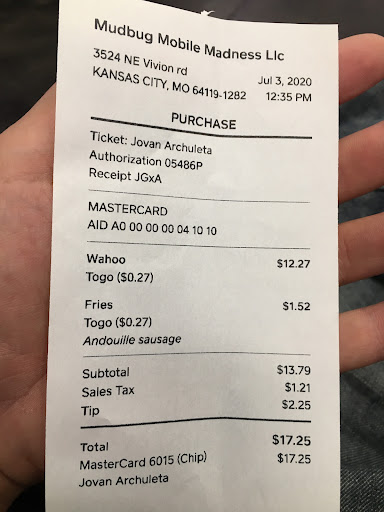 Mudbug Mobile Madness Llc
3524 NE Vivion rd Jul 3, 2020
KANSAS CITY, MO 64119-1282 12:35 PM
PURCHASE
Ticket: Jovan Archuleta
Authorization 05486P
Receipt JGxA
MASTERCARD
AID A0 00 00 00 04 10 10
Wahoo $12.27
Togo ($0.27)
Fries $1.52
Togo ($0.27)
Andouille sausage
Subtotal $13.79
Sales Tax $1.21
Tip $2.25
Total $17.25
MasterCard 6015 (Chip) $17.25
Jovan Archuleta